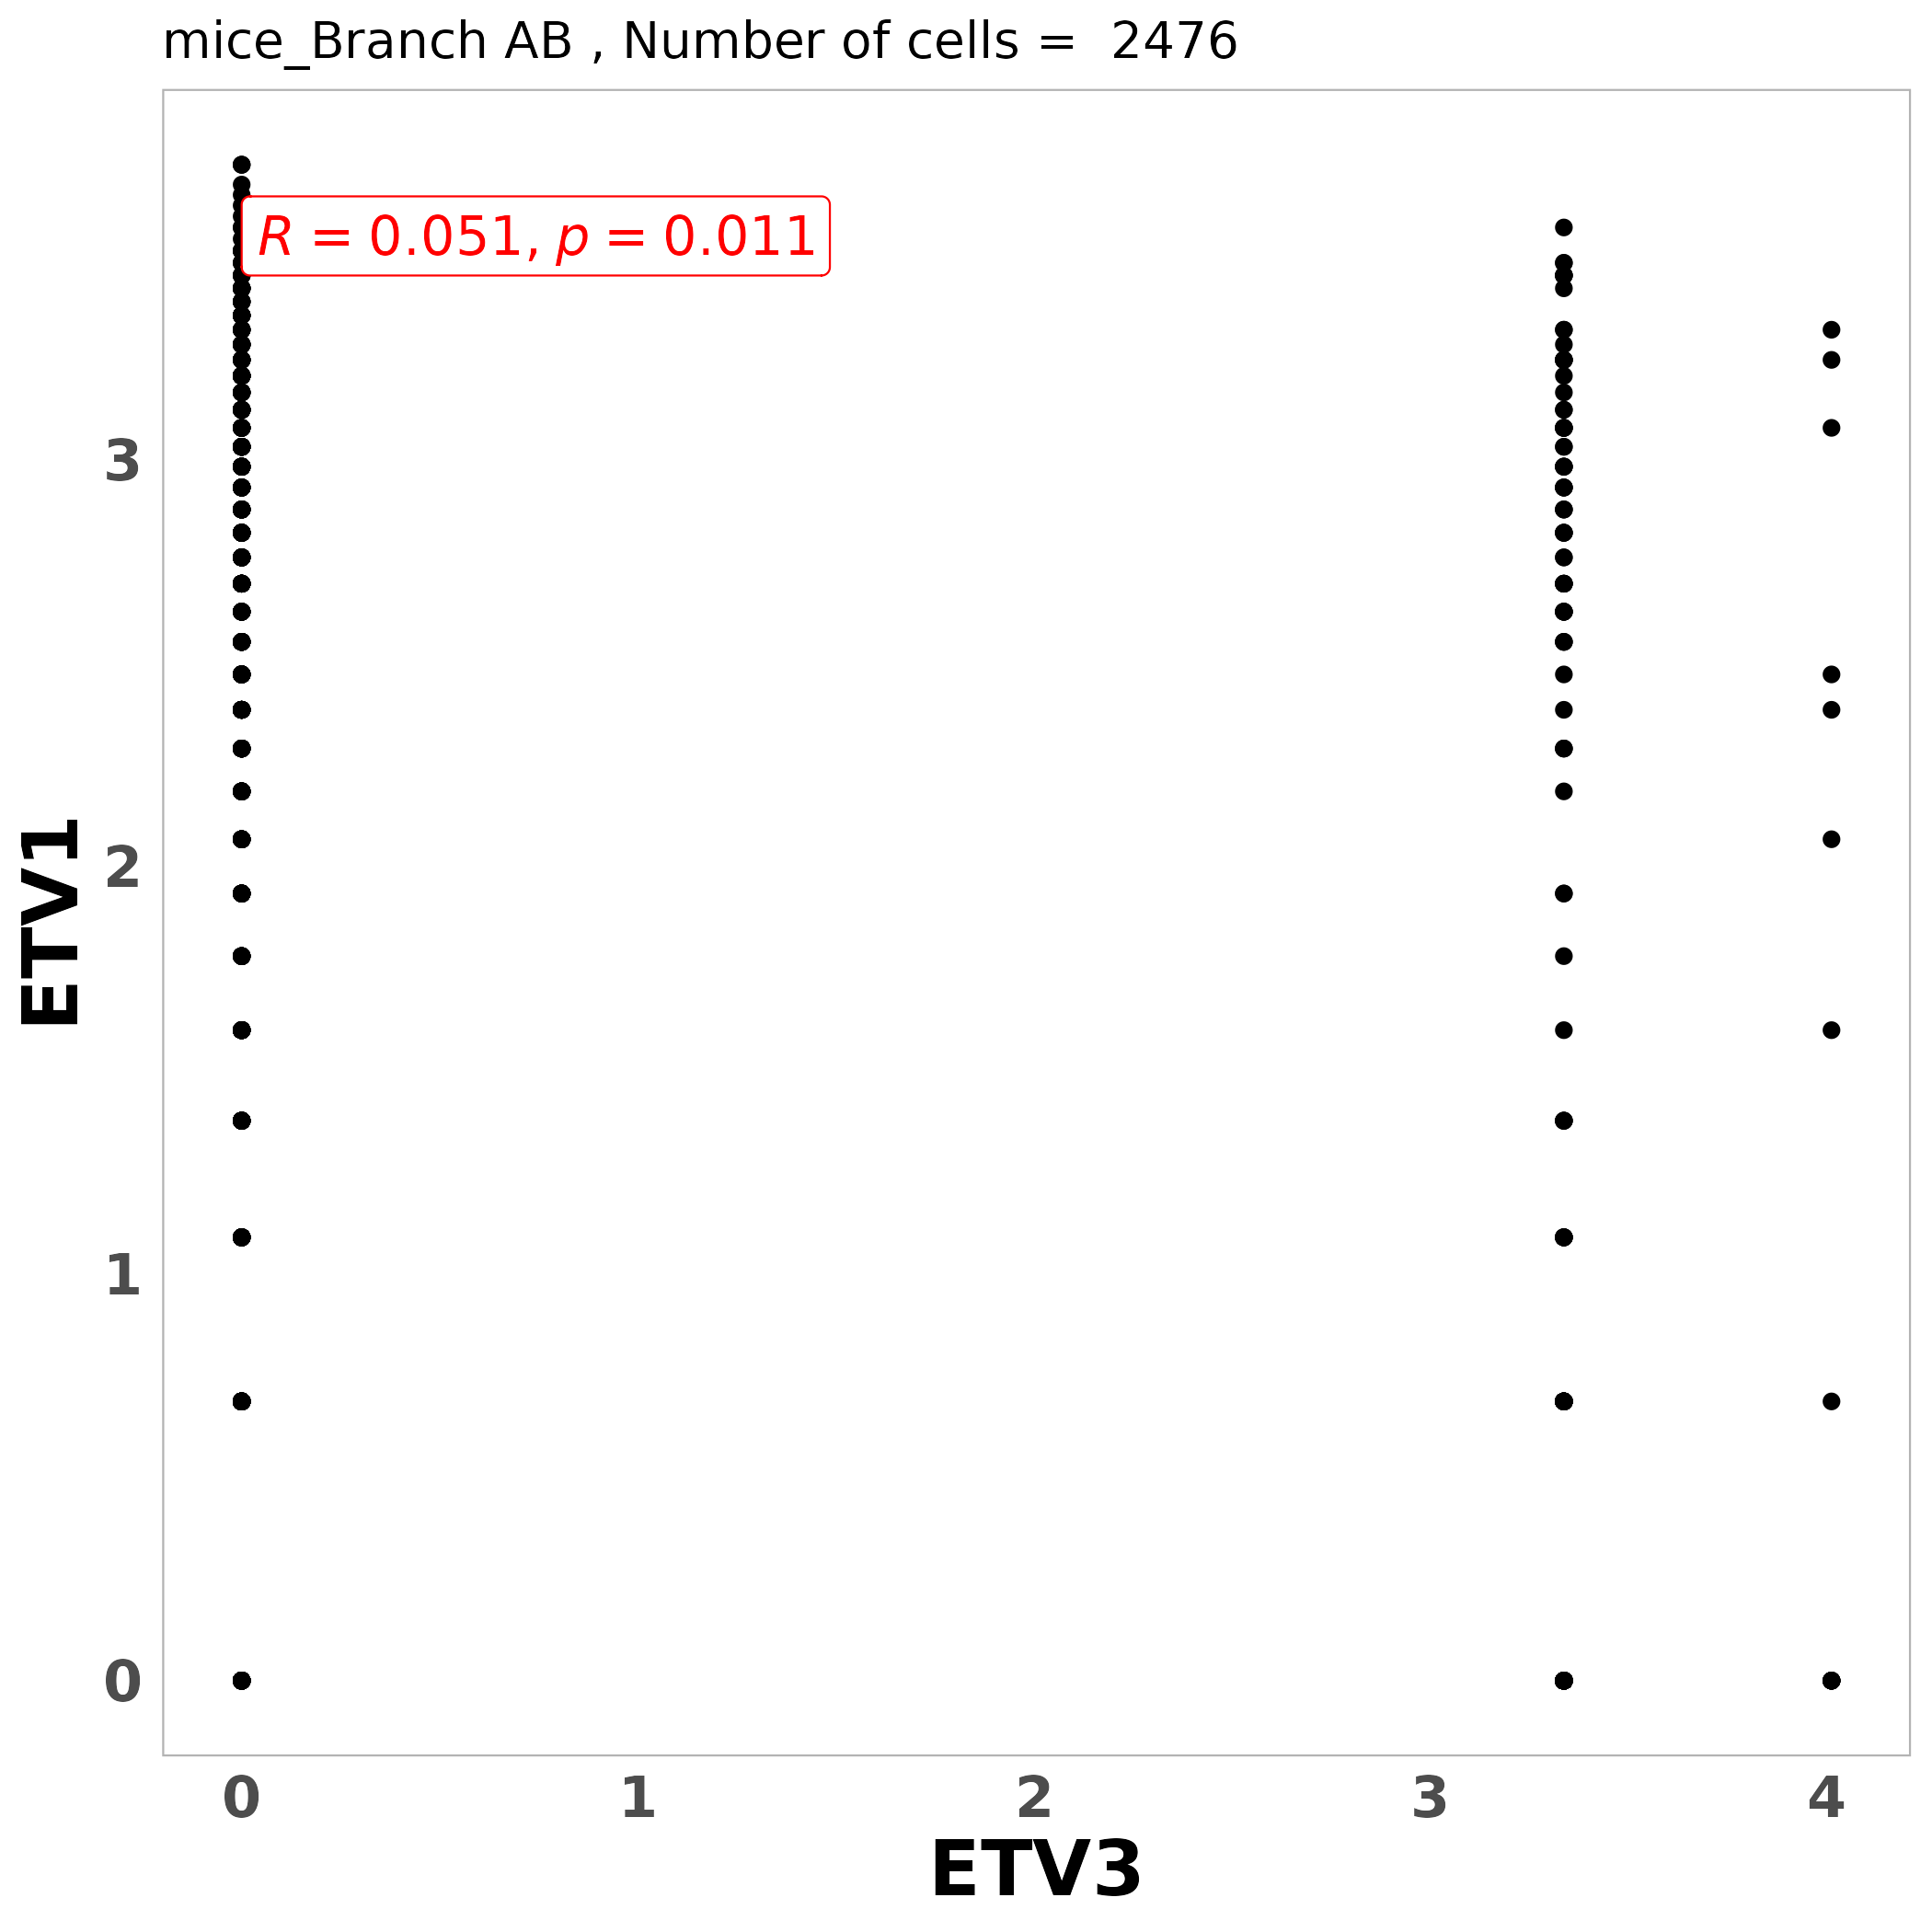 mice_Branch AB , Number of cells =  2476
R = 0.051, p = 0.011
3
2
1
0
ETV1
0 1 2 3 4
ETV3